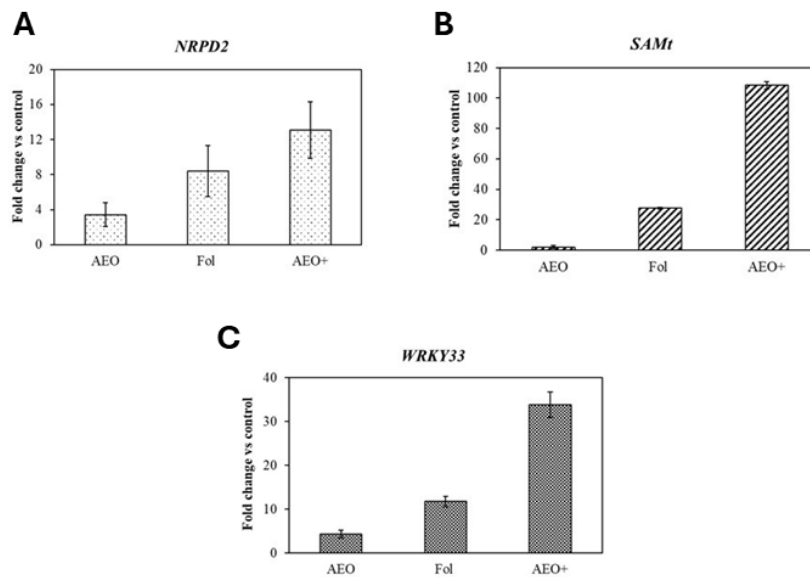 A
NRPD2
Fold change vs control
20
16
12
8
4
0
AEO Fol AEO+
B
SAMt
Fold change vs control
120
100
80
60
40
20
0
AEO Fol AEO+
C
WRKY33
Fold change vs control
40
30
20
10
0
AEO Fol AEO+